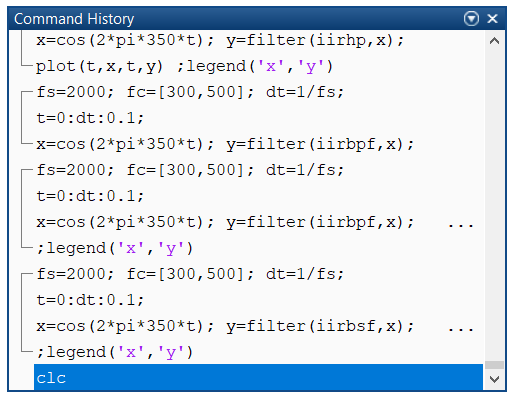 Command History
x=cos(2*pi*350*t); y=filter(iirhp,x);
plot(t,x,t,y) ;legend('x','y')
fs=2000; fc=[300,500]; dt=1/fs;
t=0:dt:0.1;
x=cos(2*pi*350*t); y=filter(iirbpf,x);
fs=2000; fc=[300,500]; dt=1/fs;
t=0:dt:0.1;
x=cos(2*pi*350*t); y=filter(iirbpf,x);   ...
;legend('x','y')
fs=2000; fc=[300,500]; dt=1/fs;
t=0:dt:0.1;
x=cos(2*pi*350*t); y=filter(iirbsf,x);   ...
;legend('x','y')
clc